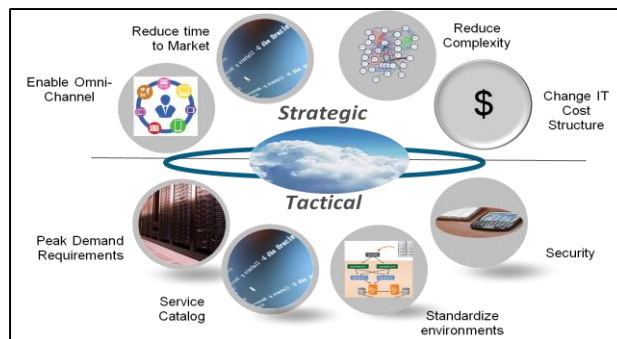 Reduce time
to Market
Reduce
Complexity
Enable Omni-
Channel
Strategic
$
Change IT
Cost
Structure
Tactical
Peak Demand
Requirements
Security
Service
Catalog
Standardize
environments